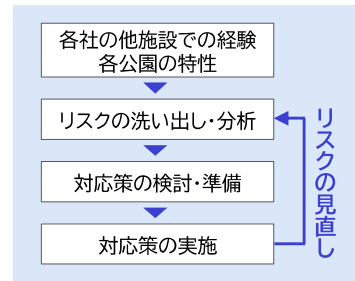 各社の他施設での経験
各公園の特性
リスクの洗い出し・分析
対応策の検討・準備
対応策の実施
リスクの見直し